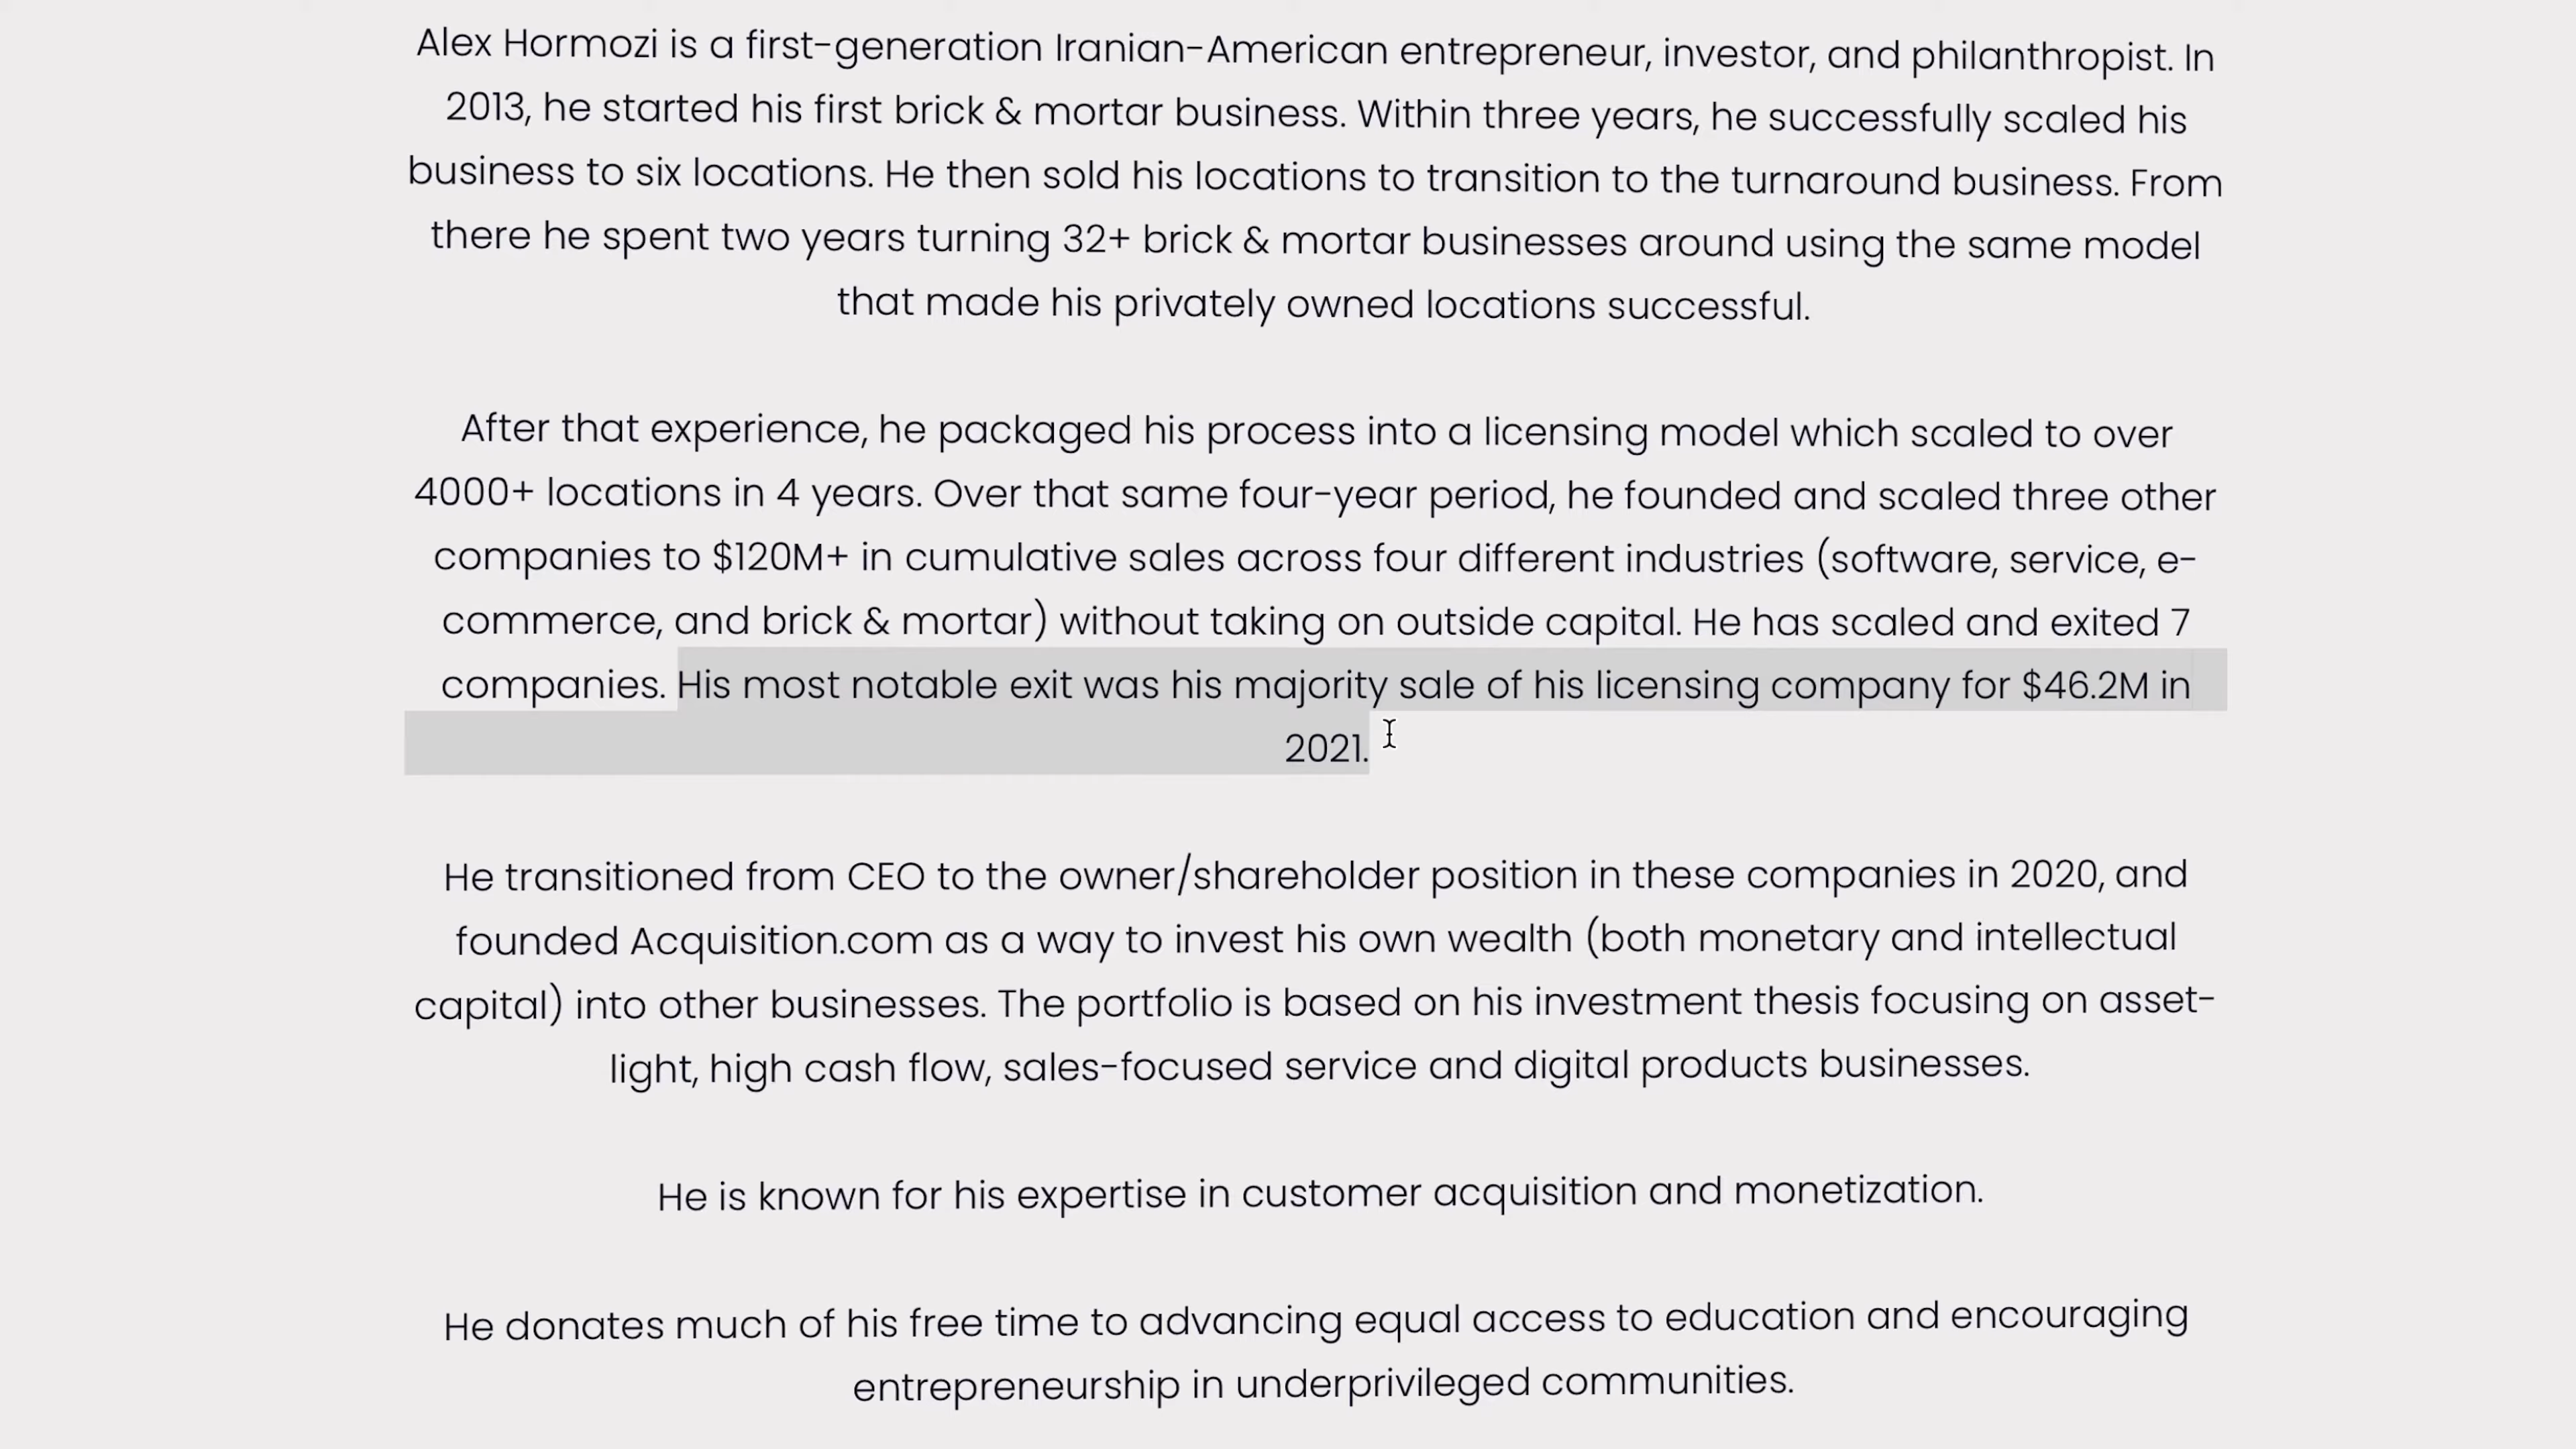 Alex Hormozi is a first-generation Iranian-American entrepreneur, investor, and philanthropist. In
2013, he started his first brick & mortar business. Within three years, he successfully scaled his
business to six locations. He then sold his locations to transition to the turnaround business. From
there he spent two years turning 32+ brick & mortar businesses around using the same model
that made his privately owned locations successful.
After that experience, he packaged his process into a licensing model which scaled to over
4000+ locations in 4 years. Over that same four-year period, he founded and scaled three other
companies to $120M+ in cumulative sales across four different industries (software, service, e-
commerce, and brick & mortar) without taking on outside capital. He has scaled and exited 7
companies. His most notable exit was his majority sale of his licensing company for $46.2M in
2021.
He transitioned from CEO to the owner/shareholder position in these companies in 2020, and
founded Acquisition.com as a way to invest his own wealth (both monetary and intellectual
capital) into other businesses. The portfolio is based on his investment thesis focusing on asset-
light, high cash flow, sales-focused service and digital products businesses.
He is known for his expertise in customer acquisition and monetization.
He donates much of his free time to advancing equal access to education and encouraging
entrepreneurship in underprivileged communities.